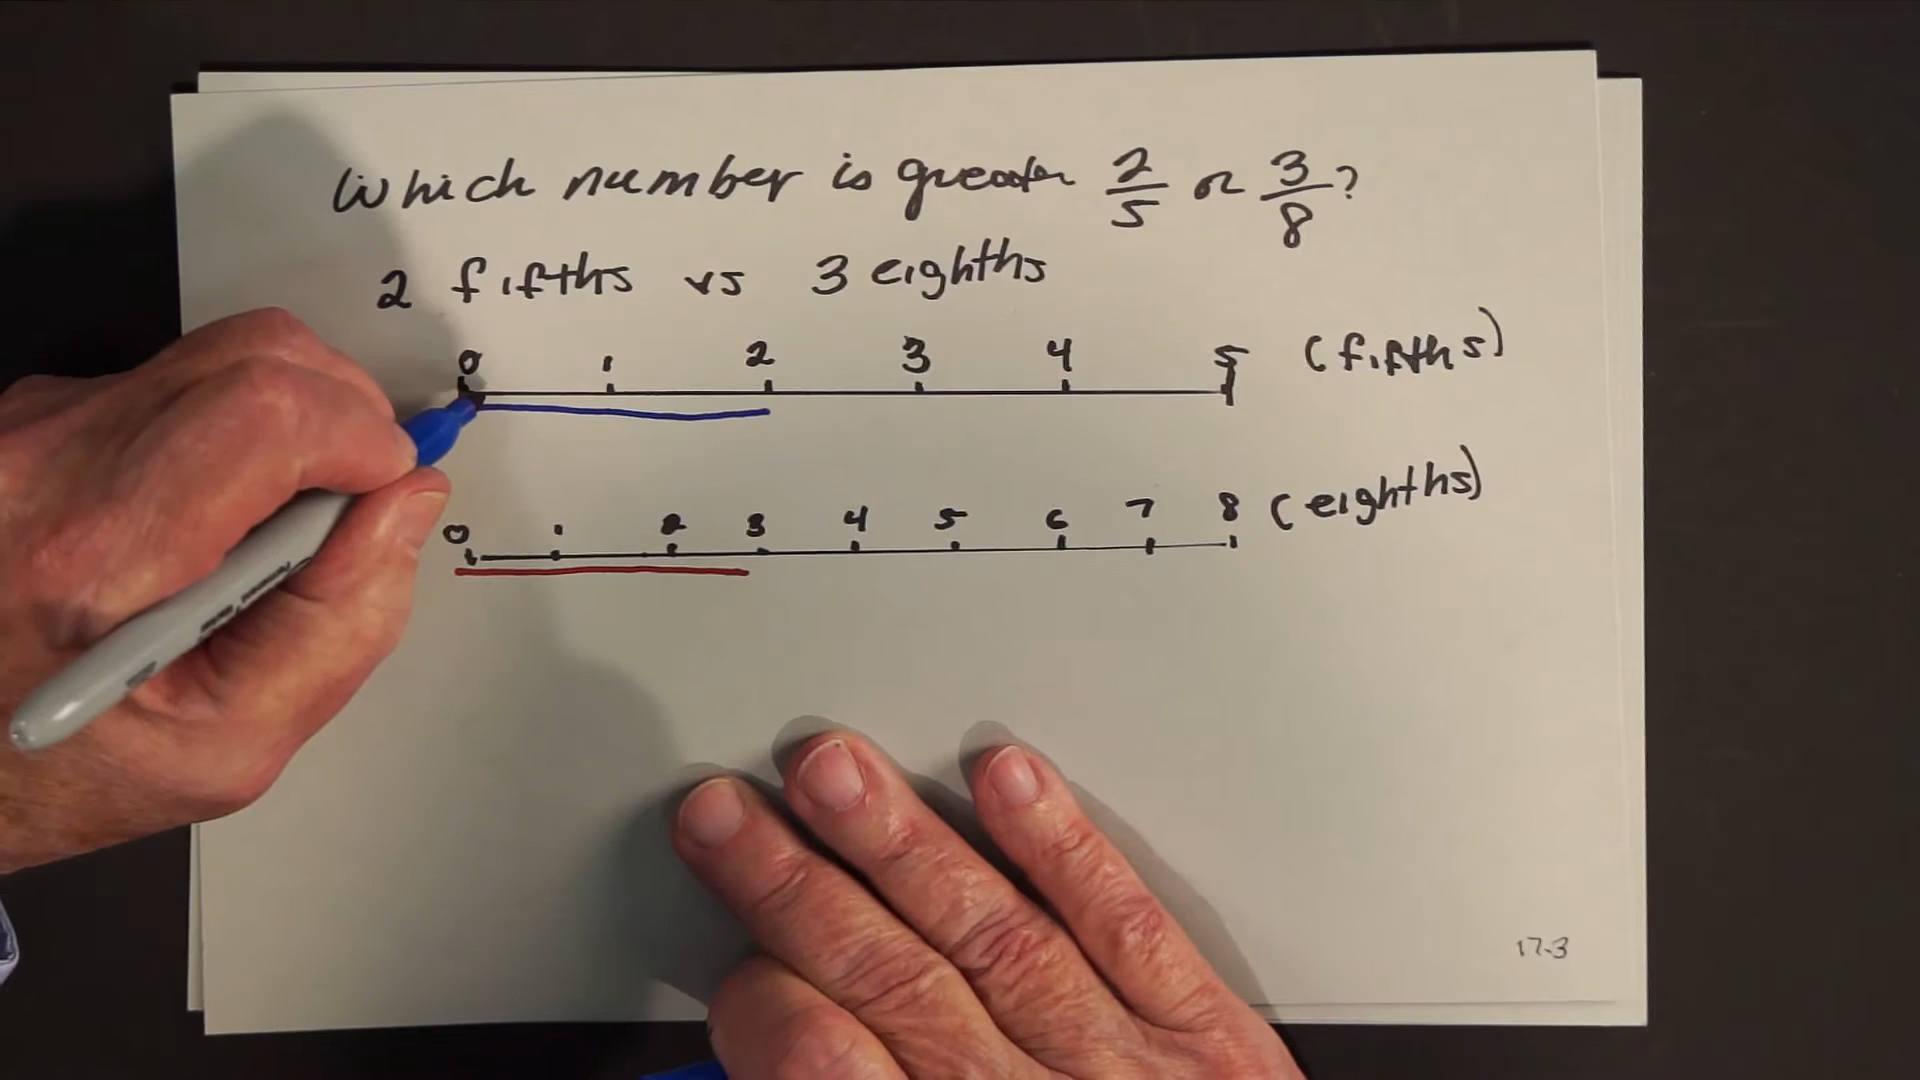 Which number is greater 2/5 or 3/8?
2 fifths vs 3 eighths
0 1 2 3 4 5 (fifths)
0 1 2 3 4 5 6 7 8 (eighths)
17-3